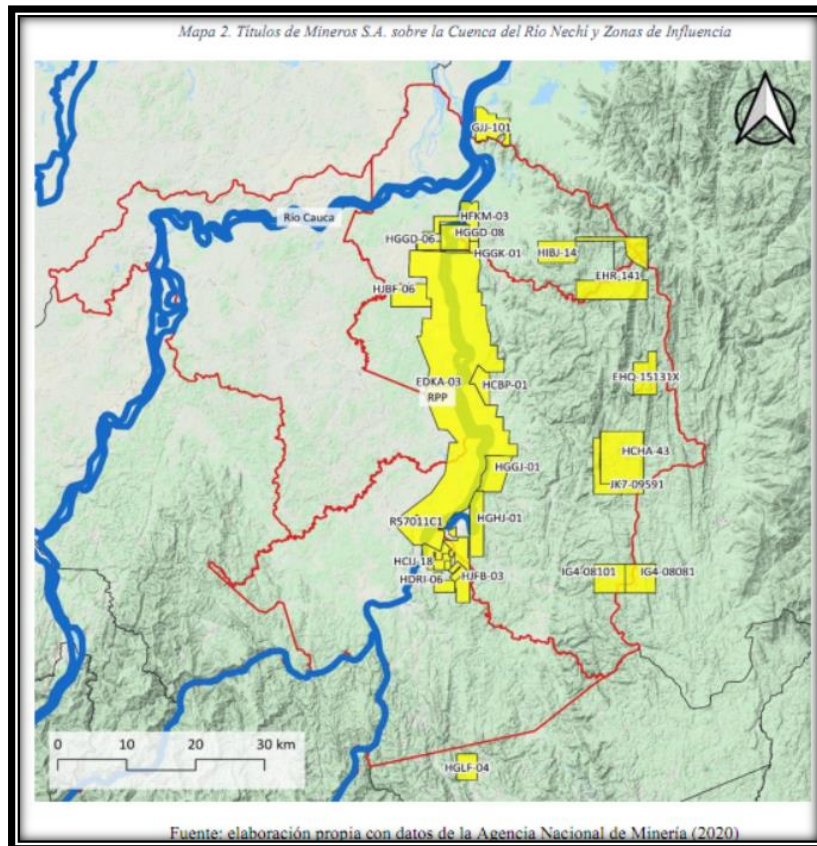 Mapa 2. Títulos de Mineros S.A. sobre la Cuenca del Río Nechí y Zonas de Influencia
GJJ-101
Río Cauca
HFKM-03
HGGD-06
HGGD-08
HGGK-01
HIBJ-14
EHR-141
HJBF-06
EDKA-03
RPP
HCBP-01
EHQ-15131X
HCHA-43
HGGJ-01
JK7-09591
R57011C1
HGHJ-01
HCIJ-18
HDRI-06
HJFB-03
IG4-08101
IG4-08081
0 10 20 30 km
HGLF-04
Fuente: elaboración propia con datos de la Agencia Nacional de Minería (2020)